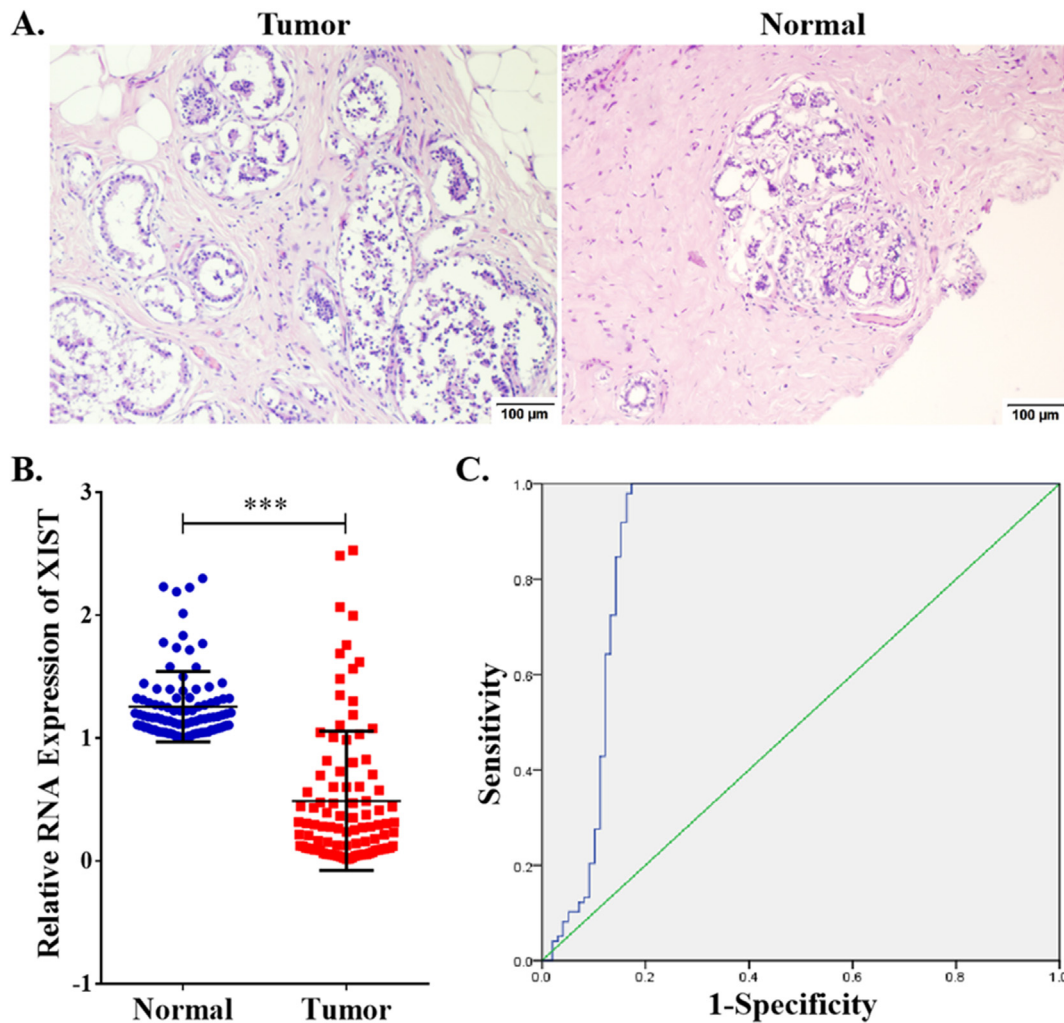 A.
Tumor
Normal
100 µm
100 µm
B.
Relative RNA Expression of XIST
3
2
1
0
-1
***
Normal
Tumor
C.
Sensitivity
1.0
0.8
0.6
0.4
0.2
0.0
0.0
0.2
0.4
0.6
0.8
1.0
1-Specificity